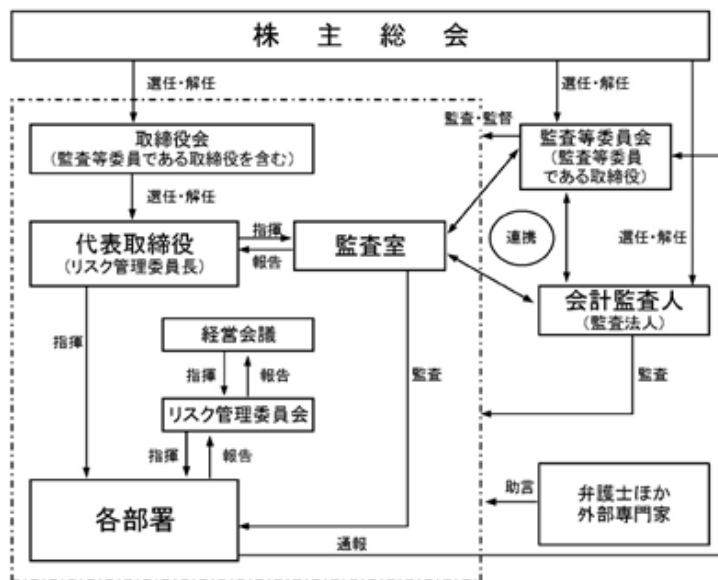 株主総会
選任・解任
選任・解任
取締役会
(監査等委員である取締役を含む)
監査・監督
監査等委員会
(監査等委員
である取締役)
選任・解任
代表取締役
(リスク管理委員長)
指揮
報告
監査室
連携
選任・解任
会計監査人
(監査法人)
指揮
経営会議
指揮
報告
監査
監査
リスク管理委員会
指揮
報告
各部署
助言
弁護士ほか
外部専門家
通報